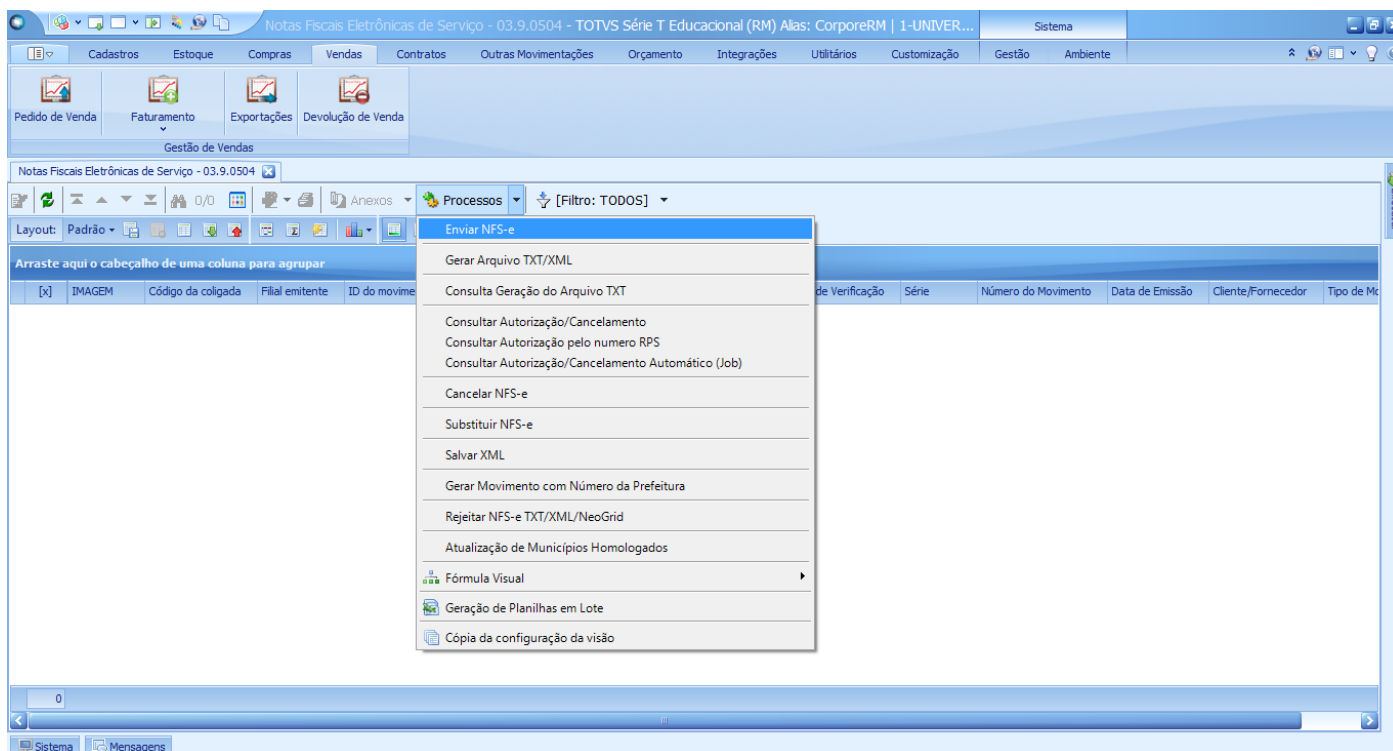 Notas Fiscais Eletrônicas de Serviço - 03.9.0504 - TOTVS Série T Educacional (RM) Alias: CorporeRM | 1-UNIVER...
Sistema
Cadastros Estoque Compras Vendas Contratos Outras Movimentações Orçamento Integrações Utilitários Customização Gestão Ambiente
Pedido de Venda Faturamento Exportações Devolução de Venda
Gestão de Vendas
Notas Fiscais Eletrônicas de Serviço - 03.9.0504
0/0 Anexos Processos [Filtro: TODOS]
Layout: Padrão
Arraste aqui o cabeçalho de uma coluna para agrupar
[x] IMAGEM Código da coligada Filial emitente ID do movime de Verificação Série Número do Movimento Data de Emissão Cliente/Fornecedor Tipo de Mo
Enviar NFS-e
Gerar Arquivo TXT/XML
Consulta Geração do Arquivo TXT
Consultar Autorização/Cancelamento
Consultar Autorização pelo numero RPS
Consultar Autorização/Cancelamento Automático (Job)
Cancelar NFS-e
Substituir NFS-e
Salvar XML
Gerar Movimento com Número da Prefeitura
Rejeitar NFS-e TXT/XML/NeoGrid
Atualização de Municípios Homologados
Fórmula Visual
Geração de Planilhas em Lote
Cópia da configuração da visão
0
Sistema Mensagens